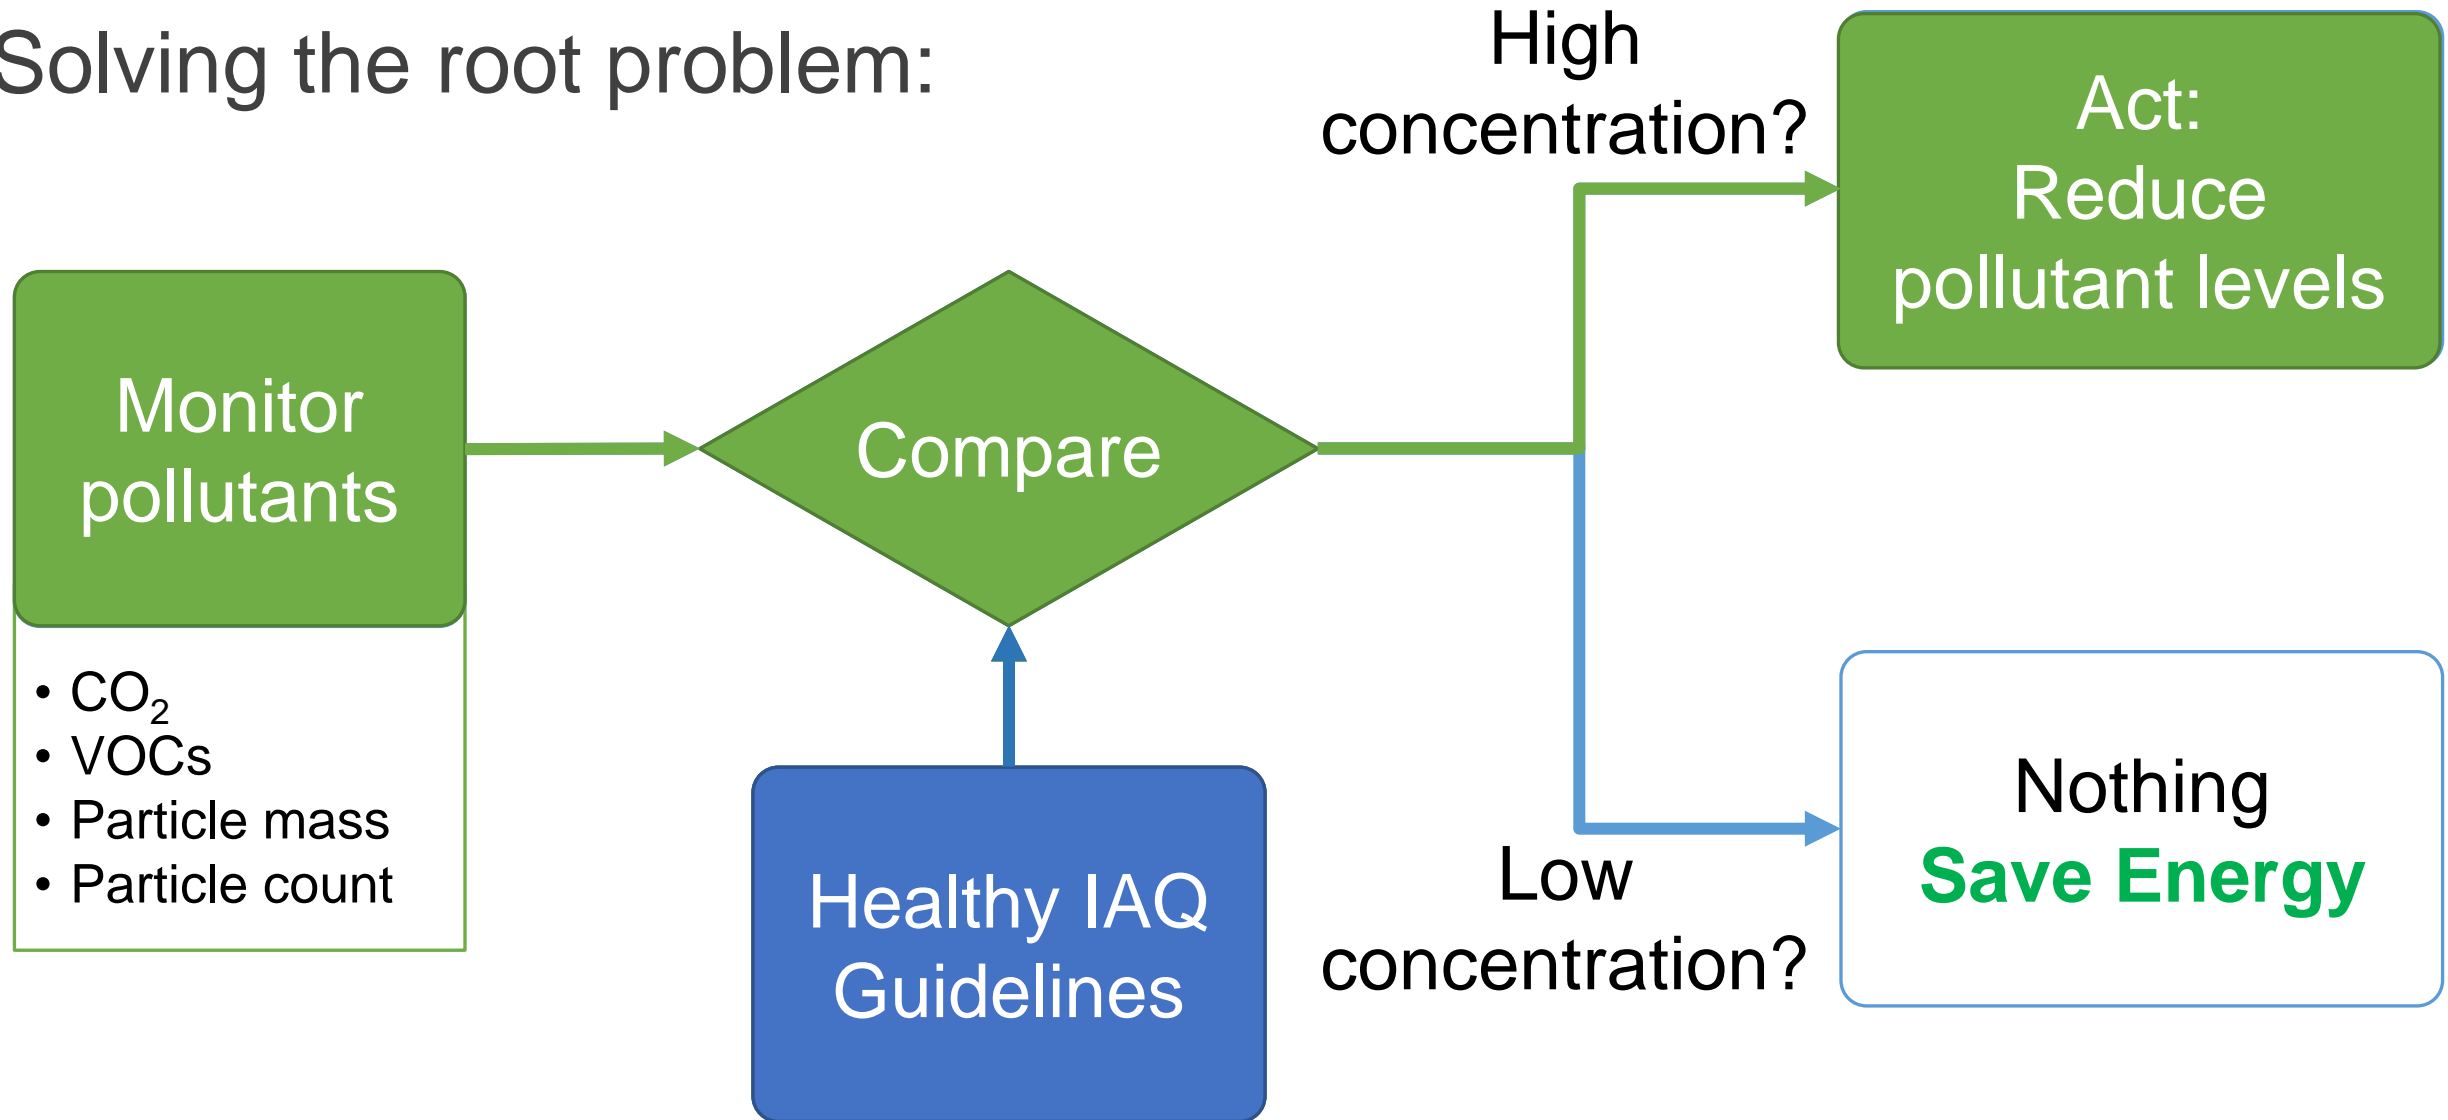 Solving the root problem:
High
concentration?
Act:
Reduce
pollutant levels
Monitor
pollutants
Compare
• CO₂
• VOCs
• Particle mass
• Particle count
Healthy IAQ
Guidelines
Low
concentration?
Nothing
Save Energy